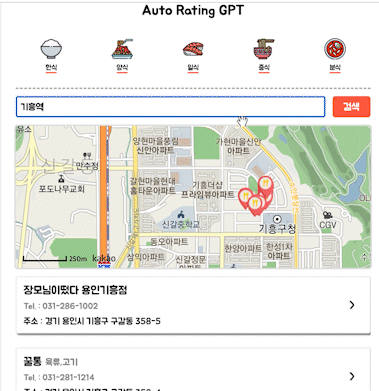 Auto Rating GPT
한식
양식
일식
중식
분식
기흥역
검색
유소
현마을풍림
신안아파트
가현마을신안
아파트
만수정
포도나무교회
갈현마을현대
홈타운아파트
기흥더샵
프라임뷰아파트
신갈중학교
기흥구청
CGV
동모아파트
한양아파트
한성1차
아파트
삼익아파트
신갈정문
아파트
250m
kakao
장모님이떴다 용인기흥점
Tel. : 031-286-1002
주소 : 경기 용인시 기흥구 구갈동 358-5
꿀통 육류,고기
Tel. : 031-281-1214